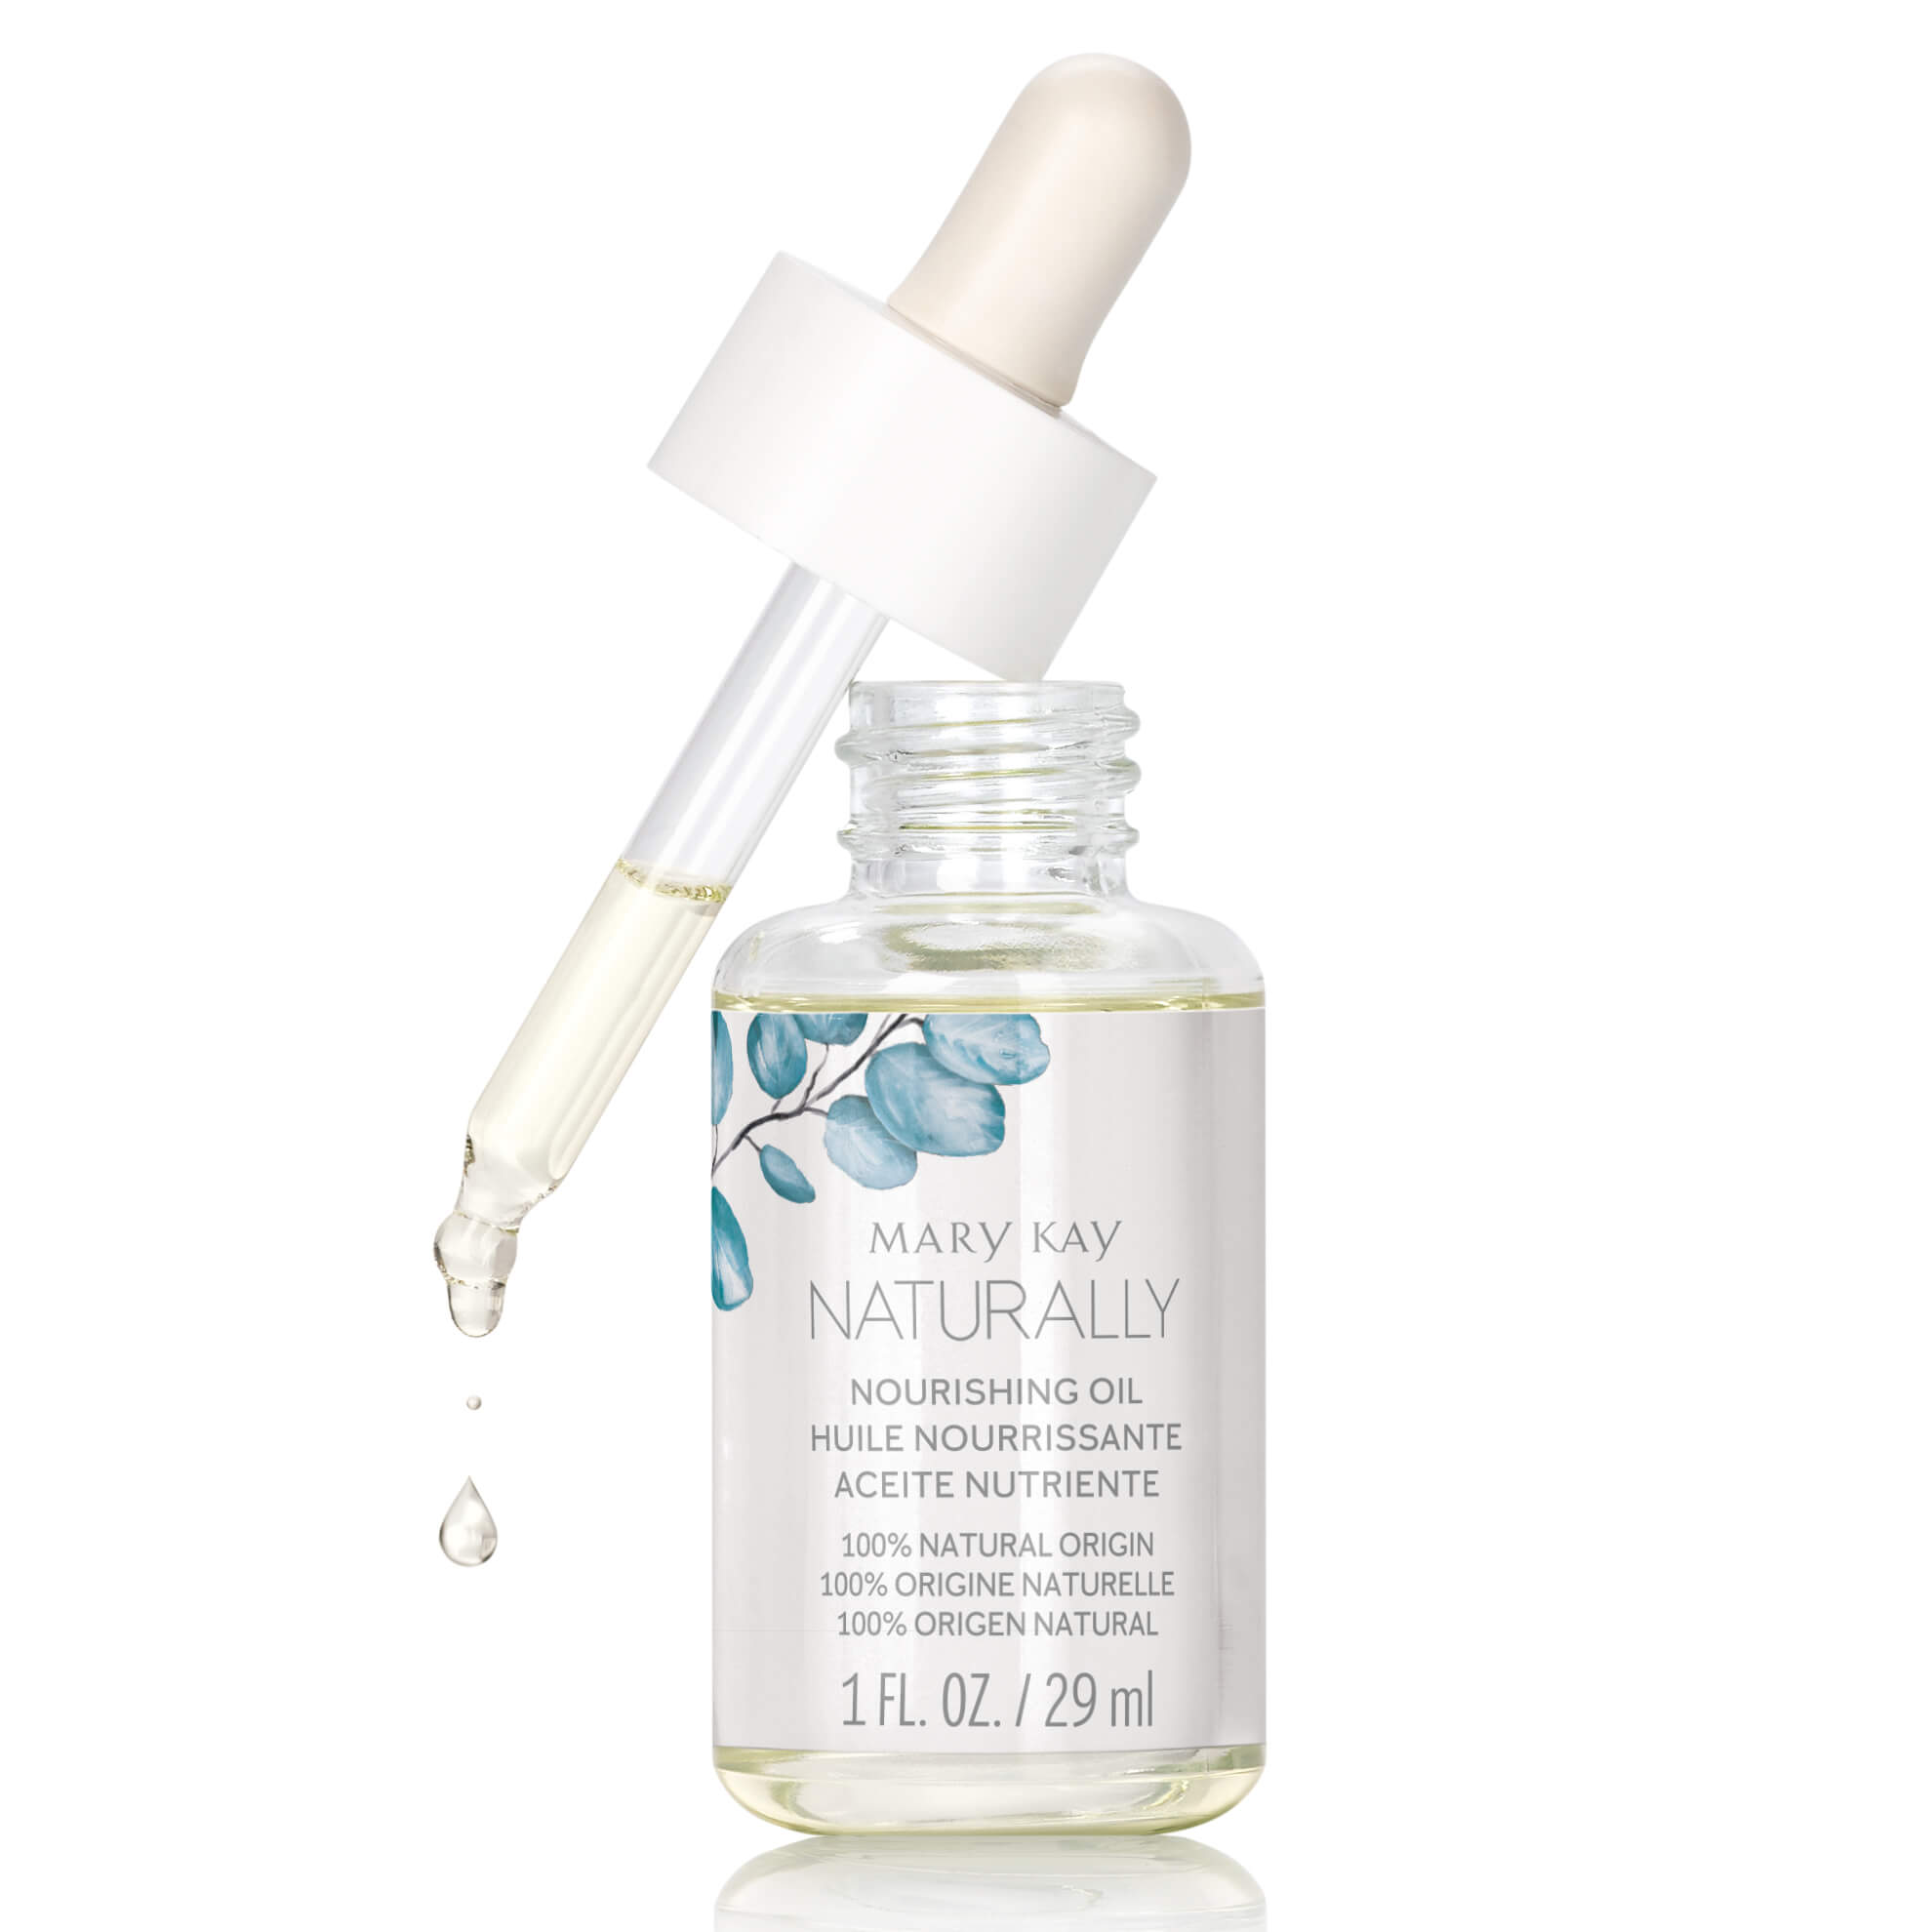 MARY KAY
NATURALLY
NOURISHING OIL
HUILE NOURRISSANTE
ACEITE NUTRIENTE
100% NATURAL ORIGIN
100% ORIGINE NATURELLE
100% ORIGEN NATURAL
1 FL. OZ. / 29 ml